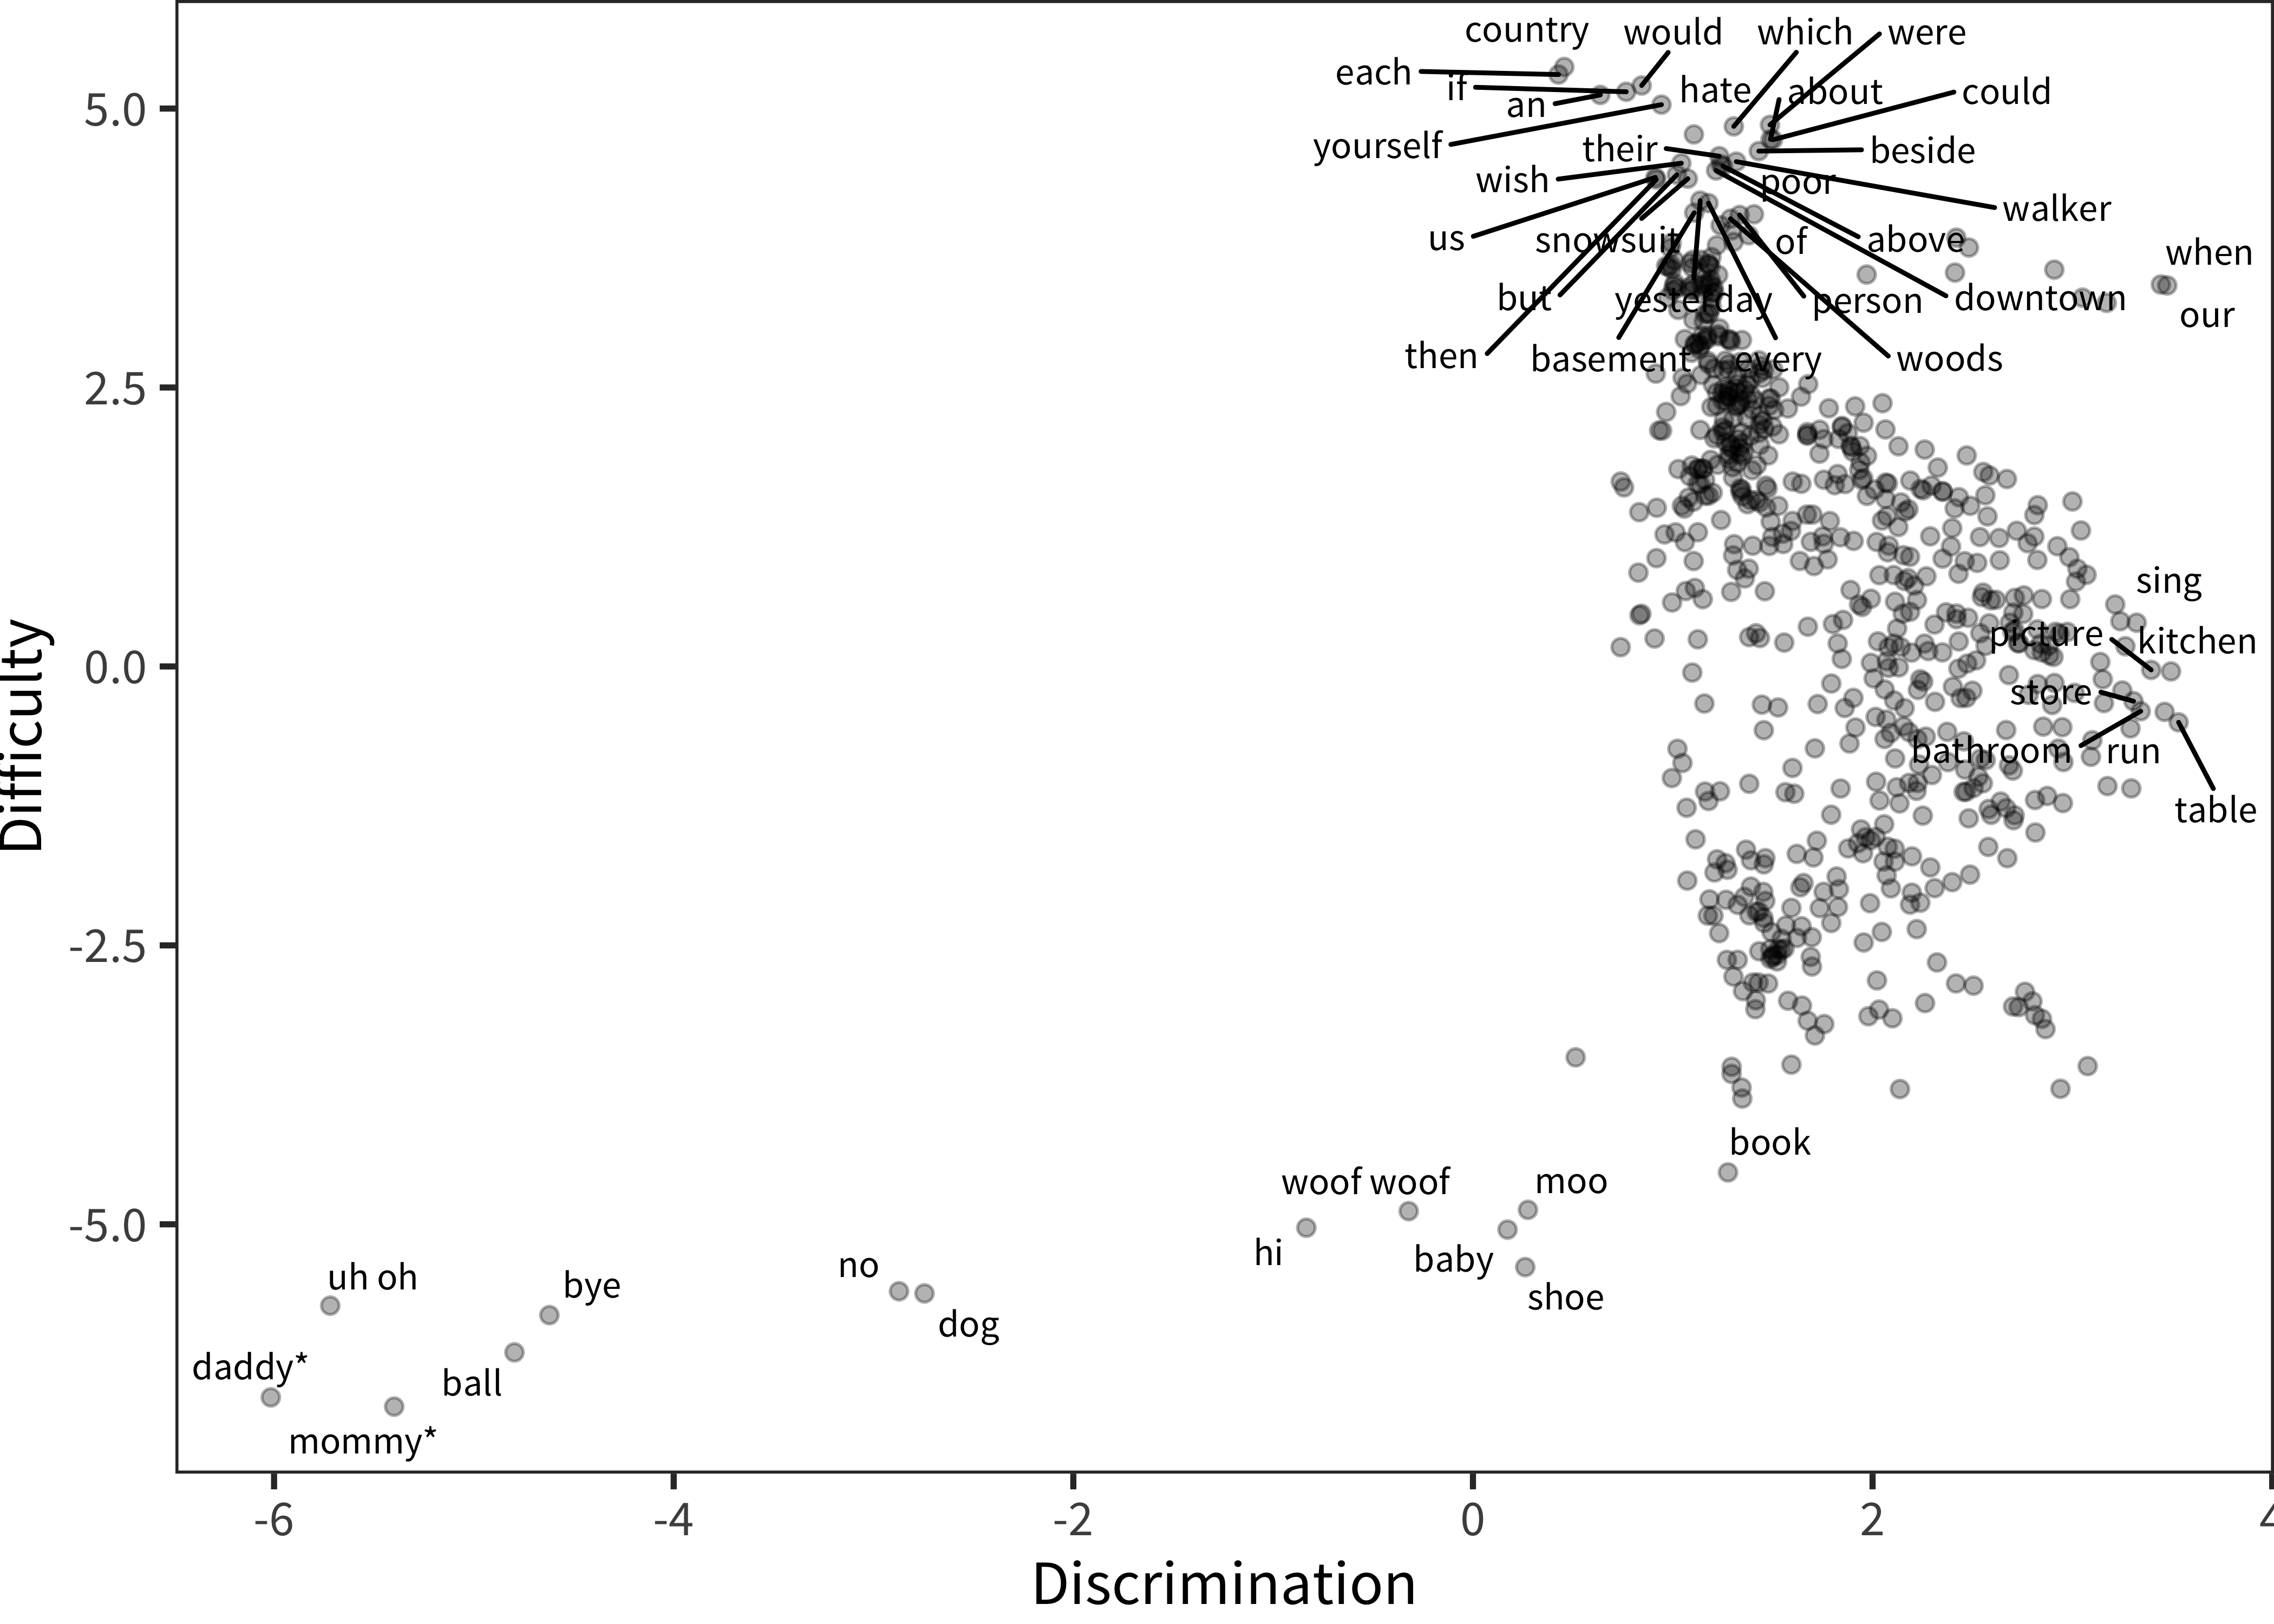 country would which were
each if hate about could
an
yourself their beside
wish poor
walker
us snowsuit of above when
but yesterday person downtown our
then basement every woods
sing
picture kitchen
store
bathroom run
table
book
woof woof moo
hi baby
shoe
uh oh bye no
dog
daddy* ball
mommy*
5.0
2.5
0.0
-2.5
-5.0
Difficulty
-6 -4 -2 0 2 4
Discrimination